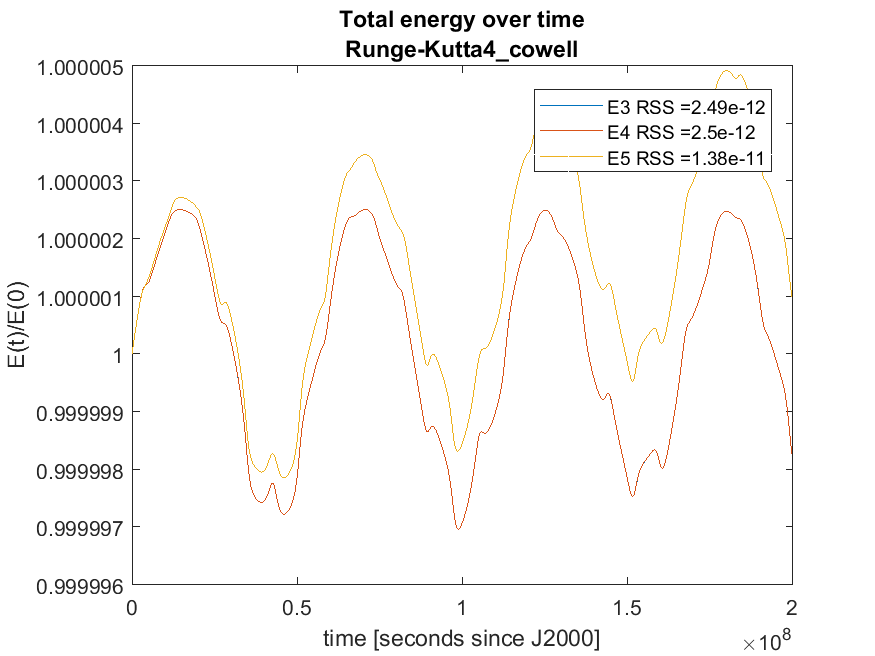 Total energy over time
Runge-Kutta4_cowell
1.000005
1.000004
1.000003
1.000002
1.000001
1
0.999999
0.999998
0.999997
0.999996
E(t)/E(0)
E3 RSS =2.49e-12
E4 RSS =2.5e-12
E5 RSS =1.38e-11
0 0.5 1 1.5 2
time [seconds since J2000]
×10^8